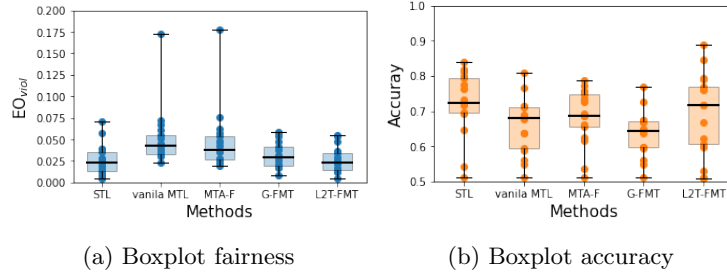 0.200
0.175
0.150
0.125
0.100
0.075
0.050
0.025
0.000
EOviol
STL vanila MTL MTA-F G-FMT L2T-FMT
Methods
(a) Boxplot fairness
1.0
0.9
0.8
0.7
0.6
0.5
Accuray
STL vanila MTL MTA-F G-FMT L2T-FMT
Methods
(b) Boxplot accuracy